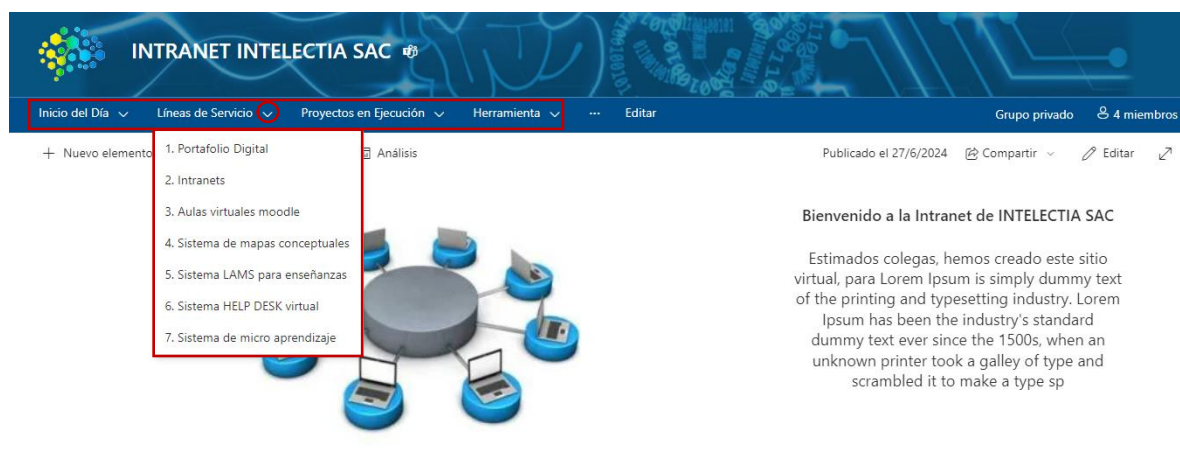 INTRANET INTELECTIA SAC
Inicio del Día Líneas de Servicio Proyectos en Ejecución Herramienta ... Editar Grupo privado 4 miembros
+ Nuevo elemento Análisis Publicado el 27/6/2024 Compartir Editar
1. Portafolio Digital
2. Intranets
3. Aulas virtuales moodle
4. Sistema de mapas conceptuales
5. Sistema LAMS para enseñanzas
6. Sistema HELP DESK virtual
7. Sistema de micro aprendizaje
Bienvenido a la Intranet de INTELECTIA SAC
Estimados colegas, hemos creado este sitio
virtual, para Lorem Ipsum is simply dummy text
of the printing and typesetting industry. Lorem
Ipsum has been the industry's standard
dummy text ever since the 1500s, when an
unknown printer took a galley of type and
scrambled it to make a type sp